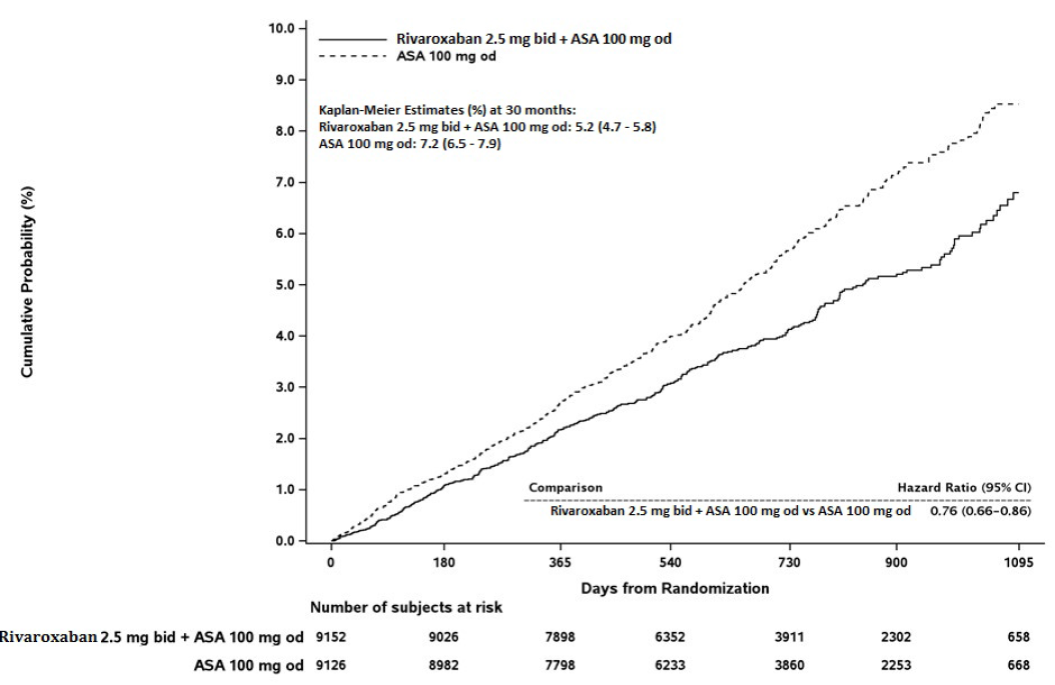 10.0
Rivaroxaban 2.5 mg bid + ASA 100 mg od
ASA 100 mg od
9.0
Kaplan-Meier Estimates (%) at 30 months:
Rivaroxaban 2.5 mg bid + ASA 100 mg od: 5.2 (4.7 - 5.8)
ASA 100 mg od: 7.2 (6.5 - 7.9)
8.0
7.0
6.0
5.0
4.0
3.0
2.0
1.0
0.0
Cumulative Probability (%)
Comparison Hazard Ratio (95% CI)
Rivaroxaban 2.5 mg bid + ASA 100 mg od vs ASA 100 mg od 0.76 (0.66-0.86)
0 180 365 540 730 900 1095
Days from Randomization
Number of subjects at risk
Rivaroxaban 2.5 mg bid + ASA 100 mg od 9152 9026 7898 6352 3911 2302 658
ASA 100 mg od 9126 8982 7798 6233 3860 2253 668